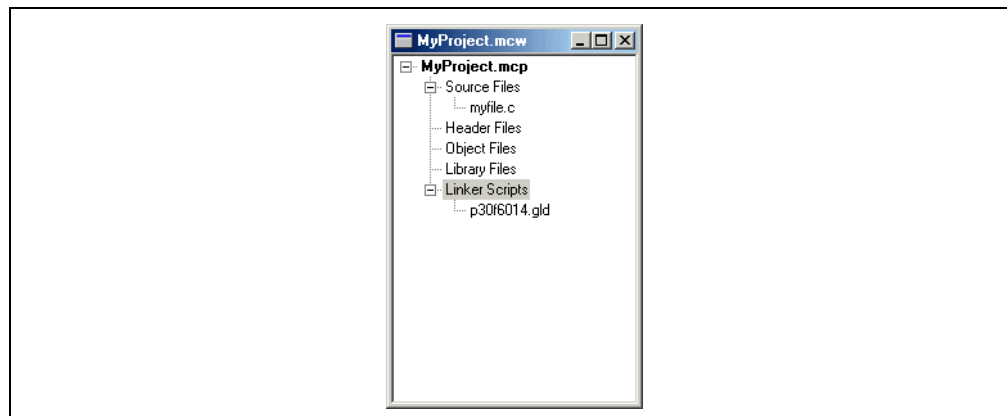 MyProject.mcw
MyProject.mcp
Source Files
myfile.c
Header Files
Object Files
Library Files
Linker Scripts
p30f6014.gld